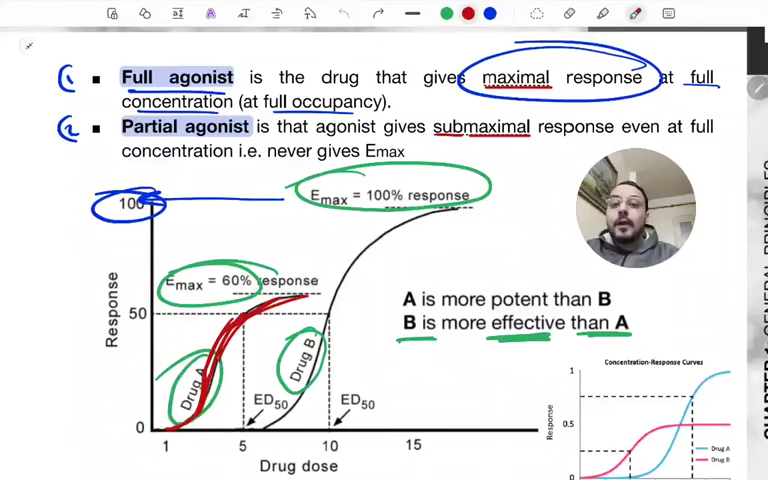 ■ Full agonist is the drug that gives maximal response at full
concentration (at full occupancy).
■ Partial agonist is that agonist gives submaximal response even at full
concentration i.e. never gives Emax
100
Emax = 100% response
Emax = 60% response
50
Response
Drug A
Drug B
ED50
ED50
0
1
5
10
15
Drug dose
A is more potent than B
B is more effective than A
Concentration-Response Curves
1
Response
0.5
0
Drug A
Drug B
GENERAL PRINCIPLES